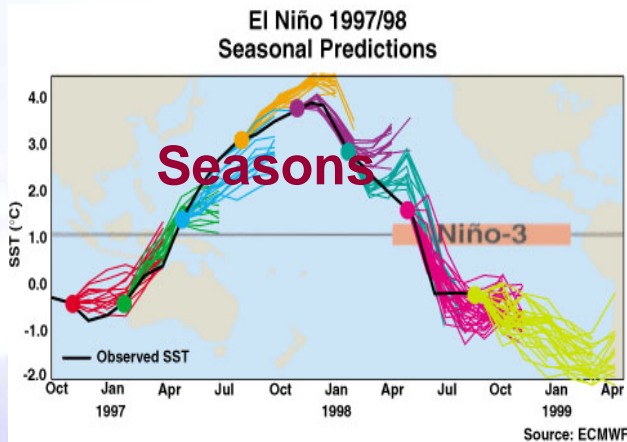 El Niño 1997/98
Seasonal Predictions
4.0
3.0
Seasons
2.0
SST (°C)
1.0
Niño-3
0.0
-1.0
Observed SST
-2.0
Oct Jan Apr Jul Oct Jan Apr Jul Oct Jan Apr
1997 1998 1999
Source: ECMWF